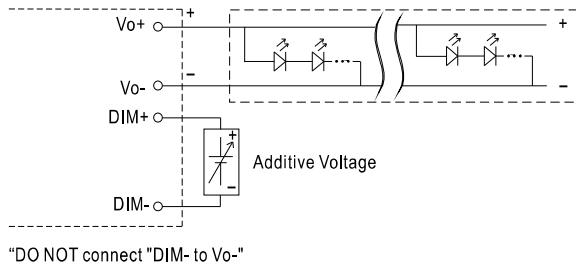 Vo+
+
+
−
Vo-
−
DIM+
+
Additive Voltage
−
DIM-
“DO NOT connect "DIM- to Vo-"